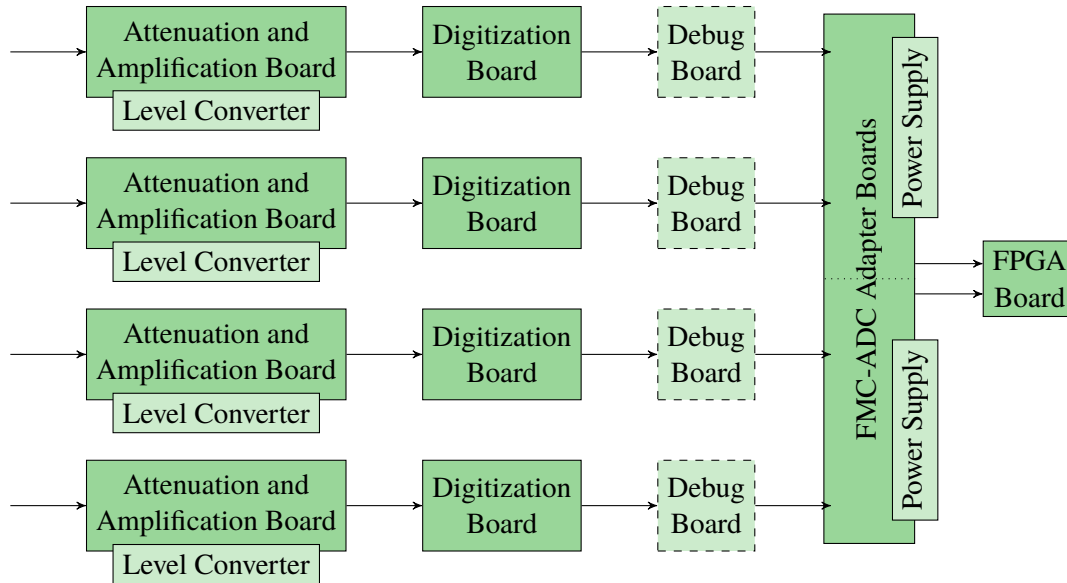 Attenuation and
Amplification Board
Level Converter
Digitization
Board
Debug
Board
Attenuation and
Amplification Board
Level Converter
Digitization
Board
Debug
Board
Attenuation and
Amplification Board
Level Converter
Digitization
Board
Debug
Board
Attenuation and
Amplification Board
Level Converter
Digitization
Board
Debug
Board
FMC-ADC Adapter Boards
Power Supply
Power Supply
FPGA
Board